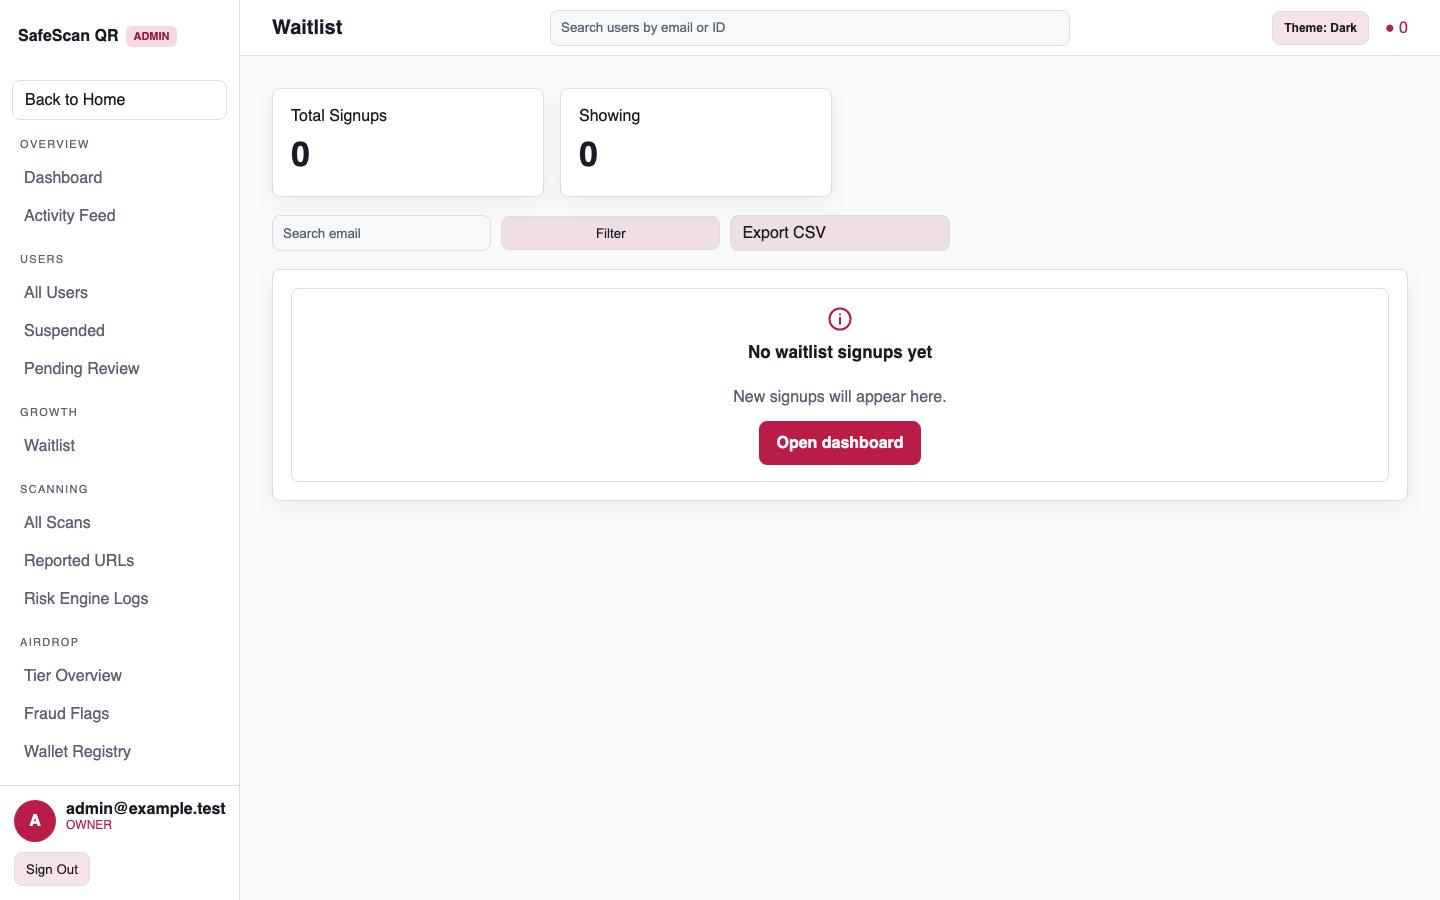 SafeScan QR ADMIN
Back to Home
OVERVIEW
Dashboard
Activity Feed
USERS
All Users
Suspended
Pending Review
GROWTH
Waitlist
SCANNING
All Scans
Reported URLs
Risk Engine Logs
AIRDROP
Tier Overview
Fraud Flags
Wallet Registry
A
admin@example.test
OWNER
Sign Out
Waitlist
Search users by email or ID
Theme: Dark
● 0
Total Signups
0
Showing
0
Search email
Filter
Export CSV
No waitlist signups yet
New signups will appear here.
Open dashboard